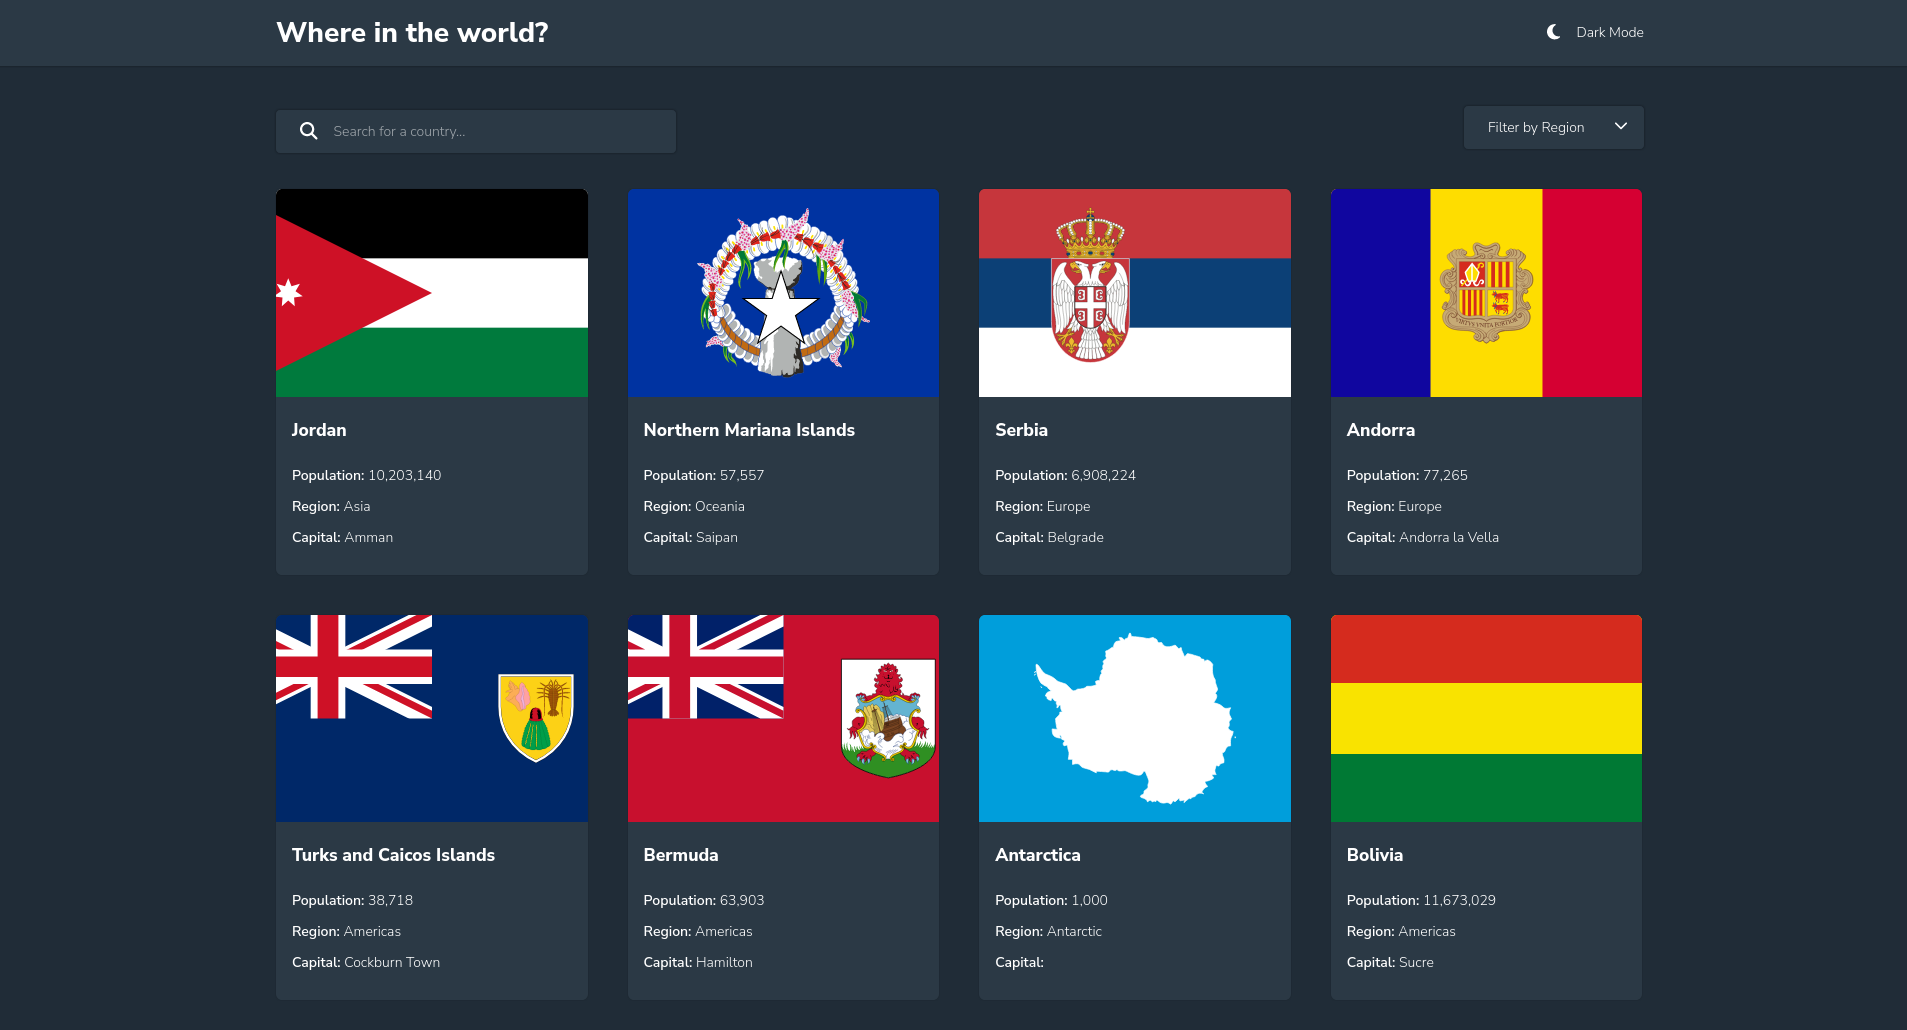 Where in the world?
Dark Mode
Search for a country...
Filter by Region
Jordan
Population: 10,203,140
Region: Asia
Capital: Amman
Northern Mariana Islands
Population: 57,557
Region: Oceania
Capital: Saipan
Serbia
Population: 6,908,224
Region: Europe
Capital: Belgrade
VIRTVS VNITA FORTIOR
Andorra
Population: 77,265
Region: Europe
Capital: Andorra la Vella
Turks and Caicos Islands
Population: 38,718
Region: Americas
Capital: Cockburn Town
Bermuda
Population: 63,903
Region: Americas
Capital: Hamilton
Antarctica
Population: 1,000
Region: Antarctic
Capital:
Bolivia
Population: 11,673,029
Region: Americas
Capital: Sucre